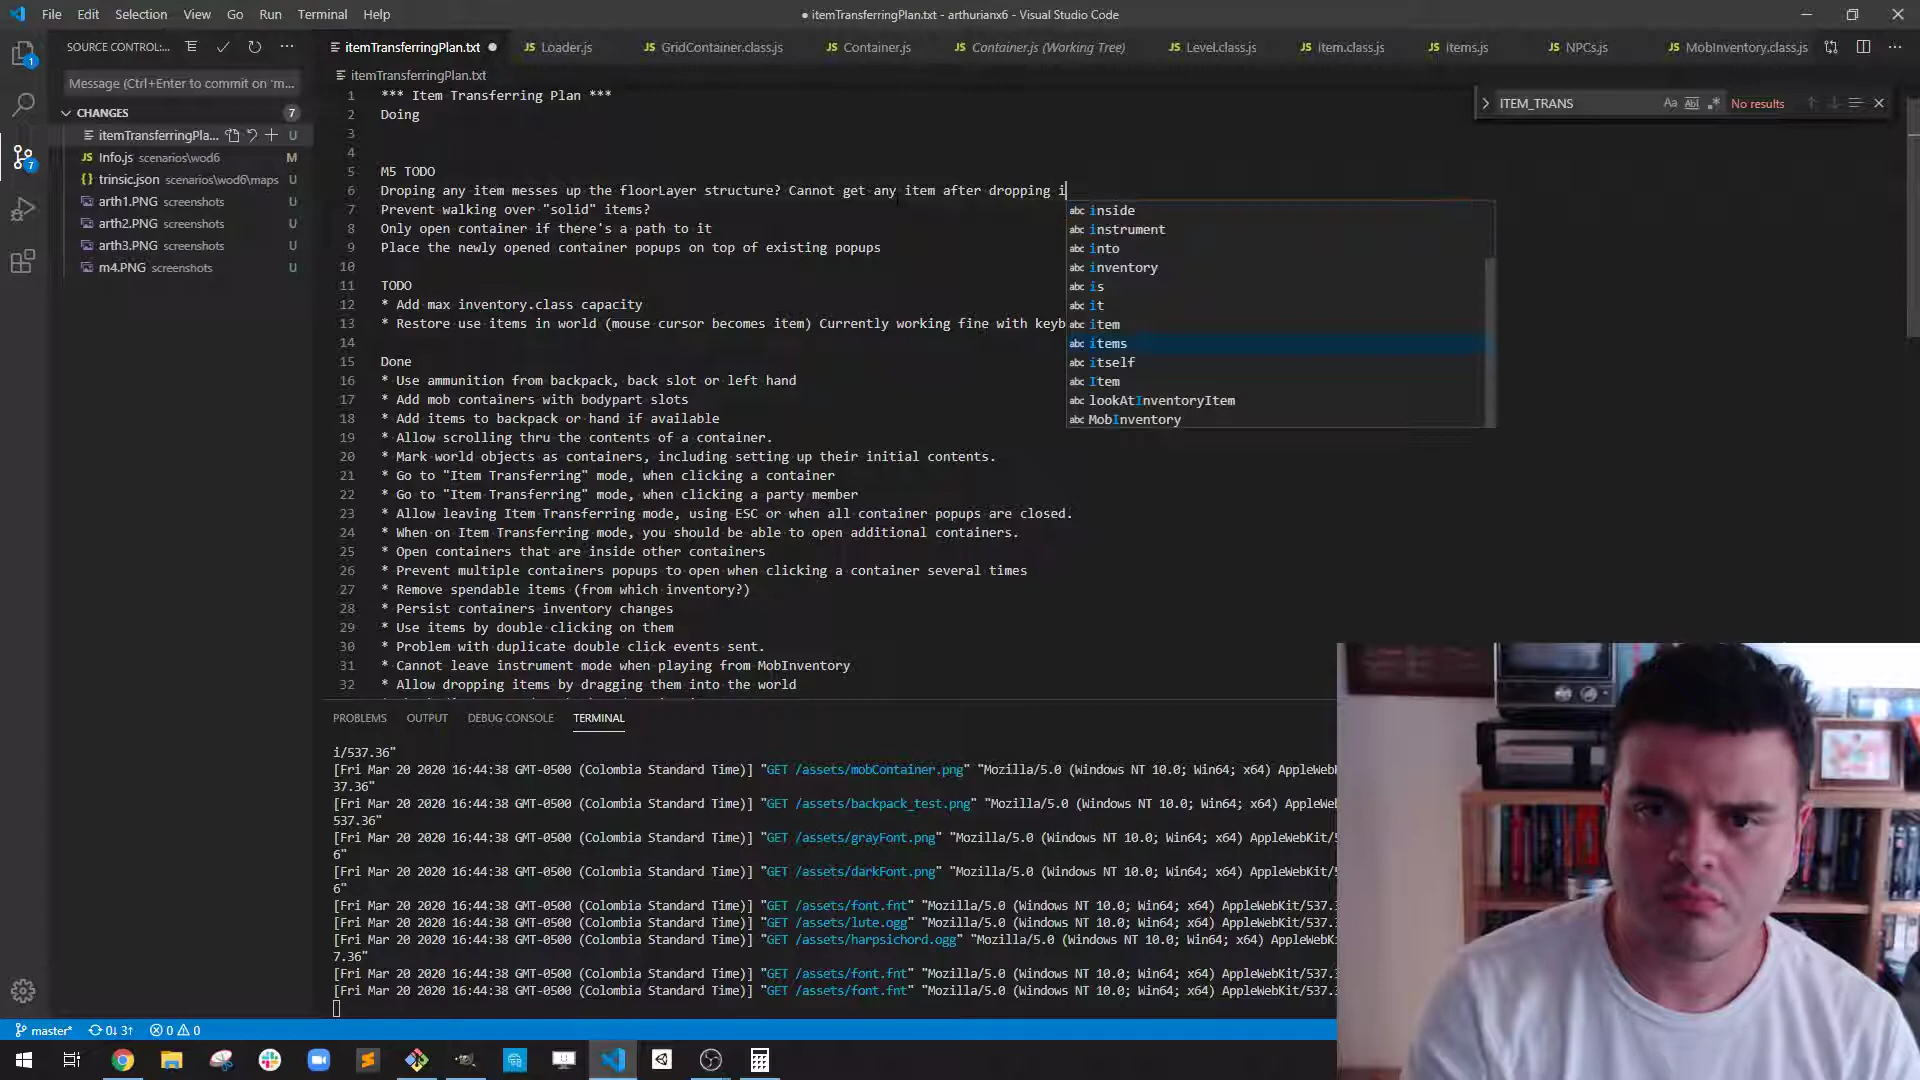 File Edit Selection View Go Run Terminal Help
● itemTransferringPlan.txt - arthurianx6 - Visual Studio Code
SOURCE CONTROL:...
itemTransferringPlan.txt Loader.js GridContainer.class.js Container.js Container.js (Working Tree) Level.class.js item.class.js items.js NPCs.js MobInventory.class.js
Message (Ctrl+Enter to commit on 'm...
CHANGES 7
itemTransferringPla... U
Info.js scenarios\wod6 M
trinsic.json scenarios\wod6\maps U
arth1.PNG screenshots U
arth2.PNG screenshots U
arth3.PNG screenshots U
m4.PNG screenshots U
itemTransferringPlan.txt
ITEM_TRANS
Aa Abl .* No results
1 *** Item Transferring Plan ***
2 Doing
3
4
5 M5 TODO
6 Droping any item messes up the floorLayer structure? Cannot get any item after dropping i
7 Prevent walking over "solid" items?
8 Only open container if there's a path to it
9 Place the newly opened container popups on top of existing popups
10
11 TODO
12 * Add max inventory.class capacity
13 * Restore use items in world (mouse cursor becomes item) Currently working fine with keyb
14
15 Done
16 * Use ammunition from backpack, back slot or left hand
17 * Add mob containers with bodypart slots
18 * Add items to backpack or hand if available
19 * Allow scrolling thru the contents of a container.
20 * Mark world objects as containers, including setting up their initial contents.
21 * Go to "Item Transferring" mode, when clicking a container
22 * Go to "Item Transferring" mode, when clicking a party member
23 * Allow leaving Item Transferring mode, using ESC or when all container popups are closed.
24 * When on Item Transferring mode, you should be able to open additional containers.
25 * Open containers that are inside other containers
26 * Prevent multiple containers popups to open when clicking a container several times
27 * Remove spendable items (from which inventory?)
28 * Persist containers inventory changes
29 * Use items by double clicking on them
30 * Problem with duplicate double click events sent.
31 * Cannot leave instrument mode when playing from MobInventory
32 * Allow dropping items by dragging them into the world
abc inside
abc instrument
abc into
abc inventory
abc is
abc it
abc item
abc items
abc itself
abc Item
abc lookAtInventoryItem
abc MobInventory
PROBLEMS OUTPUT DEBUG CONSOLE TERMINAL
i/537.36"
[Fri Mar 20 2020 16:44:38 GMT-0500 (Colombia Standard Time)] "GET /assets/mobContainer.png" "Mozilla/5.0 (Windows NT 10.0; Win64; x64) AppleWebKit/5
37.36"
[Fri Mar 20 2020 16:44:38 GMT-0500 (Colombia Standard Time)] "GET /assets/backpack_test.png" "Mozilla/5.0 (Windows NT 10.0; Win64; x64) AppleWebKit/
537.36"
[Fri Mar 20 2020 16:44:38 GMT-0500 (Colombia Standard Time)] "GET /assets/grayFont.png" "Mozilla/5.0 (Windows NT 10.0; Win64; x64) AppleWebKit/537.3
6"
[Fri Mar 20 2020 16:44:38 GMT-0500 (Colombia Standard Time)] "GET /assets/darkFont.png" "Mozilla/5.0 (Windows NT 10.0; Win64; x64) AppleWebKit/537.3
6"
[Fri Mar 20 2020 16:44:38 GMT-0500 (Colombia Standard Time)] "GET /assets/font.fnt" "Mozilla/5.0 (Windows NT 10.0; Win64; x64) AppleWebKit/537.3
[Fri Mar 20 2020 16:44:38 GMT-0500 (Colombia Standard Time)] "GET /assets/lute.ogg" "Mozilla/5.0 (Windows NT 10.0; Win64; x64) AppleWebKit/537.3
[Fri Mar 20 2020 16:44:38 GMT-0500 (Colombia Standard Time)] "GET /assets/harpsichord.ogg" "Mozilla/5.0 (Windows NT 10.0; Win64; x64) AppleWebKit/53
7.36"
[Fri Mar 20 2020 16:44:38 GMT-0500 (Colombia Standard Time)] "GET /assets/font.fnt" "Mozilla/5.0 (Windows NT 10.0; Win64; x64) AppleWebKit/537.3
[Fri Mar 20 2020 16:44:38 GMT-0500 (Colombia Standard Time)] "GET /assets/font.fnt" "Mozilla/5.0 (Windows NT 10.0; Win64; x64) AppleWebKit/537.3
master* 0↓ 3↑ 0 0